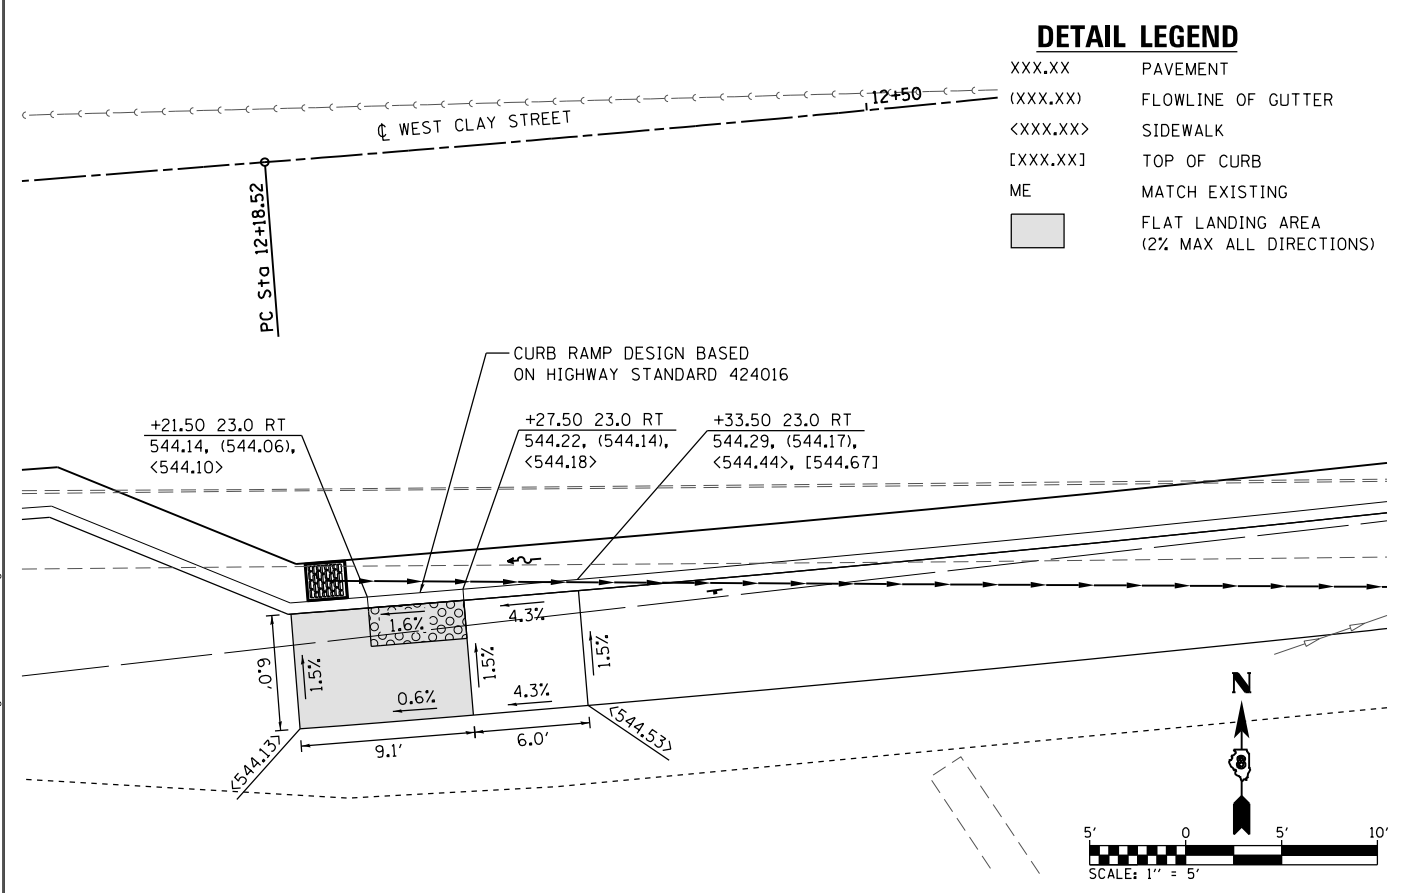 DETAIL LEGEND
XXX.XX PAVEMENT
(XXX.XX) FLOWLINE OF GUTTER
<XXX.XX> SIDEWALK
[XXX.XX] TOP OF CURB
ME MATCH EXISTING
FLAT LANDING AREA
(2% MAX ALL DIRECTIONS)
12+50
℄ WEST CLAY STREET
PC Sta 12+18.52
CURB RAMP DESIGN BASED
ON HIGHWAY STANDARD 424016
+21.50 23.0 RT
544.14, (544.06),
<544.10>
+27.50 23.0 RT
544.22, (544.14),
<544.18>
+33.50 23.0 RT
544.29, (544.17),
<544.44>, [544.67]
1.6%
4.3%
6.0'
1.5%
1.5%
1.5%
0.6%
4.3%
9.1'
6.0'
<544.13>
<544.53>
N
S
5' 0 5' 10'
SCALE: 1" = 5'